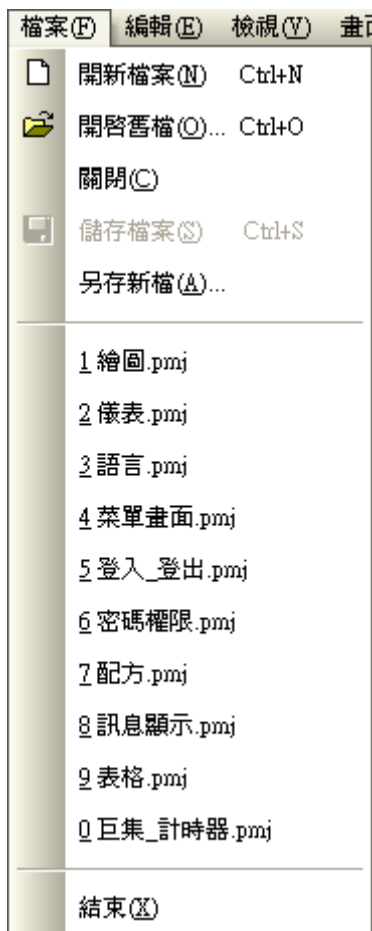 檔案(F) 編輯(E) 檢視(V)
開新檔案(N) Ctrl+N
開啓舊檔(O)... Ctrl+O
關閉(C)
儲存檔案(S) Ctrl+S
另存新檔(A)...
1 繪圖.pmj
2 儀表.pmj
3 語言.pmj
4 菜單畫面.pmj
5 登入_登出.pmj
6 密碼權限.pmj
7 配方.pmj
8 訊息顯示.pmj
9 表格.pmj
0 巨集_計時器.pmj
結束(X)